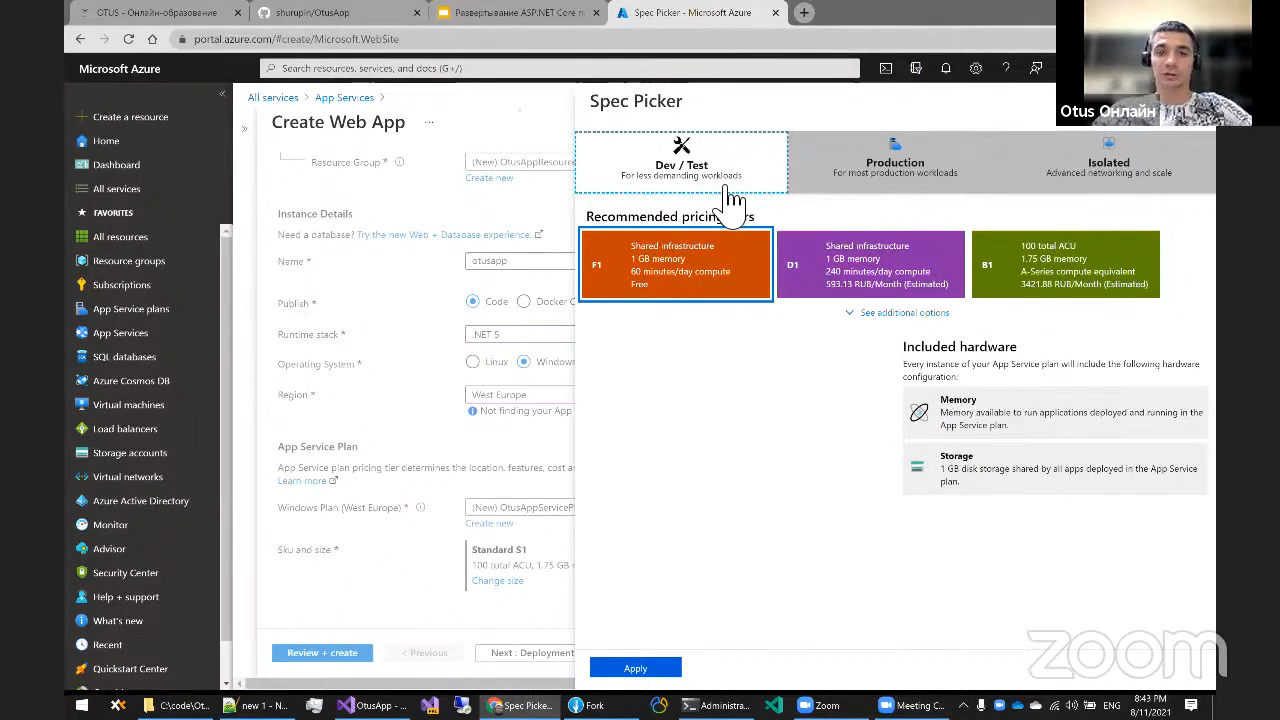 OTUS - Онлайн-образование
shurupin/OtusApp
Развертывание ASP.NET Core п
Spec Picker - Microsoft Azure
portal.azure.com/#create/Microsoft.WebSite
Otus Онлайн
Microsoft Azure
Search resources, services, and docs (G+/)
Create a resource
Home
Dashboard
All services
FAVORITES
All resources
Resource groups
Subscriptions
App Service plans
App Services
SQL databases
Azure Cosmos DB
Virtual machines
Load balancers
Storage accounts
Virtual networks
Azure Active Directory
Monitor
Advisor
Security Center
Help + support
What's new
Recent
Quickstart Center
All services > App Services >
Create Web App ...
Resource Group *
(New) OtusAppResource
Create new
Instance Details
Need a database? Try the new Web + Database experience.
Name *
otusapp
Publish *
Code
Docker C
Runtime stack *
.NET 5
Operating System *
Linux
Windows
Region *
West Europe
Not finding your App
App Service Plan
App Service plan pricing tier determines the location, features, cost a
Learn more
Windows Plan (West Europe) *
(New) OtusAppServiceP
Create new
Sku and size *
Standard S1
100 total ACU, 1.75 GB
Change size
Review + create
< Previous
Next : Deployment
Spec Picker
Dev / Test
For less demanding workloads
Production
For most production workloads
Isolated
Advanced networking and scale
Recommended pricing
F1
Shared infrastructure
1 GB memory
60 minutes/day compute
Free
D1
Shared infrastructure
1 GB memory
240 minutes/day compute
593.13 RUB/Month (Estimated)
B1
100 total ACU
1.75 GB memory
A-Series compute equivalent
3421.88 RUB/Month (Estimated)
See additional options
Included hardware
Every instance of your App Service plan will include the following hardware
configuration:
Memory
Memory available to run applications deployed and running in the
App Service plan.
Storage
1 GB disk storage shared by all apps deployed in the App Service
plan.
Apply
zoom
C:\code\Ot...
new 1 - N...
OtusApp -...
Spec Picke...
Fork
Administra...
Zoom
Meeting C...
ENG
8:43 PM
8/11/2021